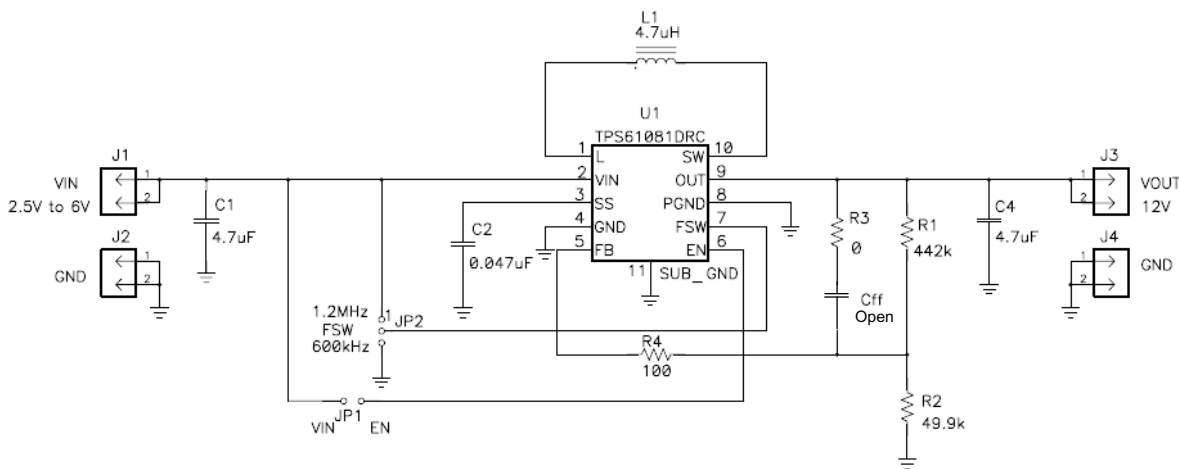 L1
4.7uH
U1
TPS61081DRC
1 L SW 10
2 VIN OUT 9
3 SS PGND 8
4 GND FSW 7
5 FB EN 6
11 SUB_GND
J1
1
2
VIN
2.5V to 6V
J2
1
2
GND
C1
4.7uF
C2
0.047uF
1.2MHz
FSW
600kHz
1
JP2
JP1
VIN EN
R4
100
R3
0
Cff
Open
R1
442k
R2
49.9k
C4
4.7uF
J3
1
2
VOUT
12V
J4
1
2
GND